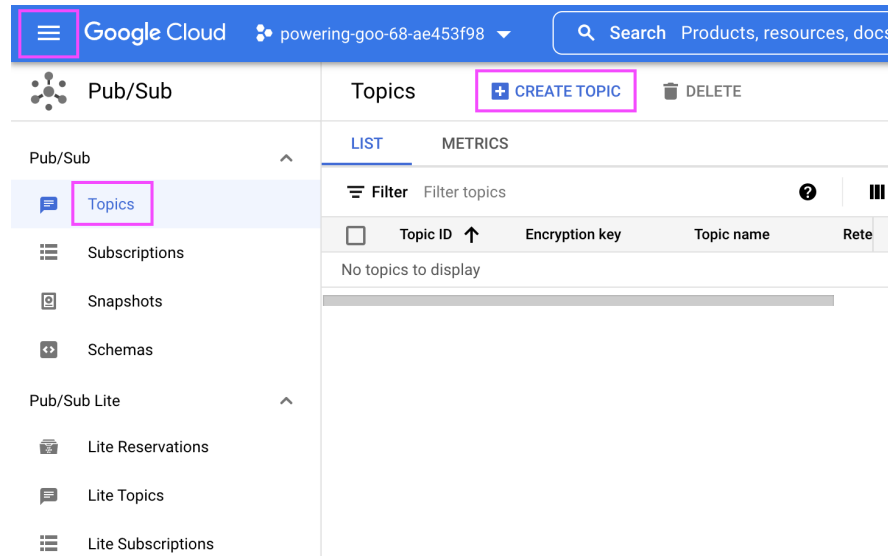 Google Cloud powering-goo-68-ae453f98 Search Products, resources, docs
Pub/Sub
Topics CREATE TOPIC DELETE
LIST METRICS
Filter Filter topics
Topic ID Encryption key Topic name Rete
No topics to display
Pub/Sub
Topics
Subscriptions
Snapshots
Schemas
Pub/Sub Lite
Lite Reservations
Lite Topics
Lite Subscriptions